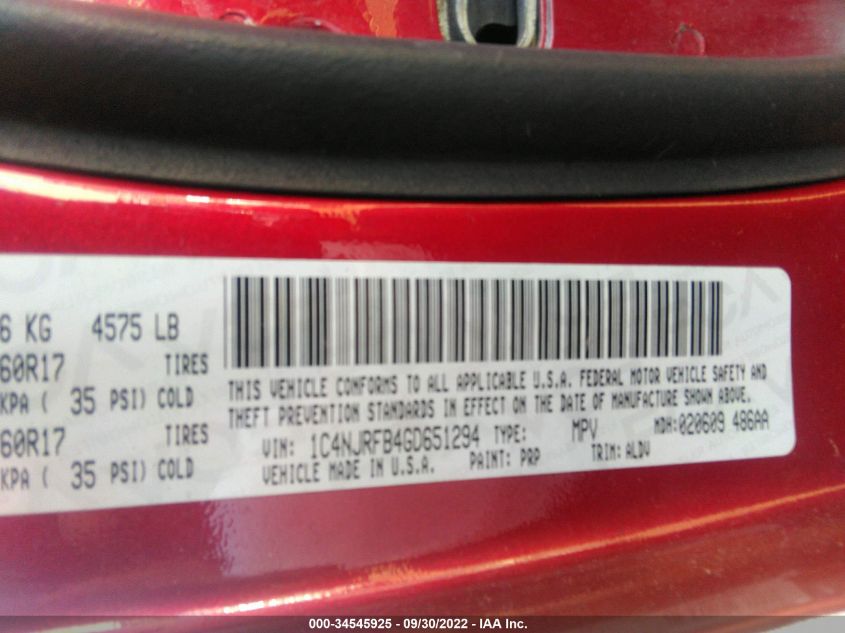 6 KG 4575 LB
60R17 TIRES
KPA ( 35 PSI) COLD
60R17 TIRES
KPA ( 35 PSI) COLD
THIS VEHICLE CONFORMS TO ALL APPLICABLE U.S.A. FEDERAL MOTOR VEHICLE SAFETY AND
THEFT PREVENTION STANDARDS IN EFFECT ON THE DATE OF MANUFACTURE SHOWN ABOVE.
VIN: 1C4NJRFB4GD651294 TYPE: MPV MDH: 020609 486AA
VEHICLE MADE IN U.S.A. PAINT: PRP TRIM: ALDV
000-34545925 - 09/30/2022 - IAA Inc.